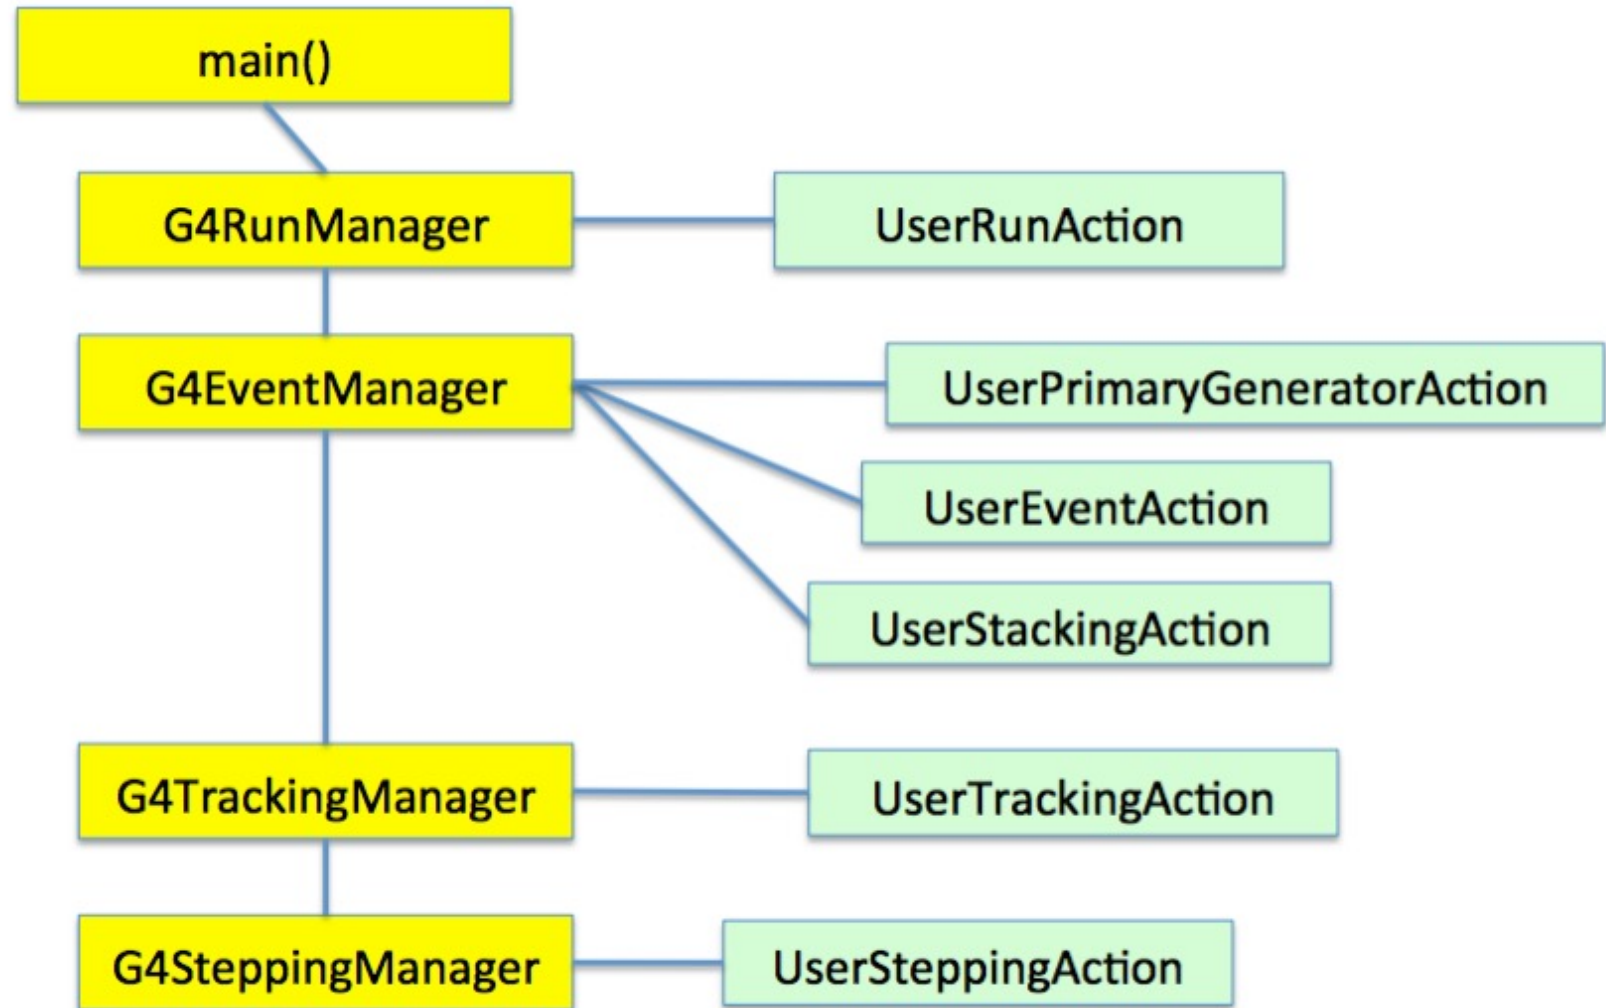 main()
G4RunManager
UserRunAction
G4EventManager
UserPrimaryGeneratorAction
UserEventAction
UserStackingAction
G4TrackingManager
UserTrackingAction
G4SteppingManager
UserSteppingAction